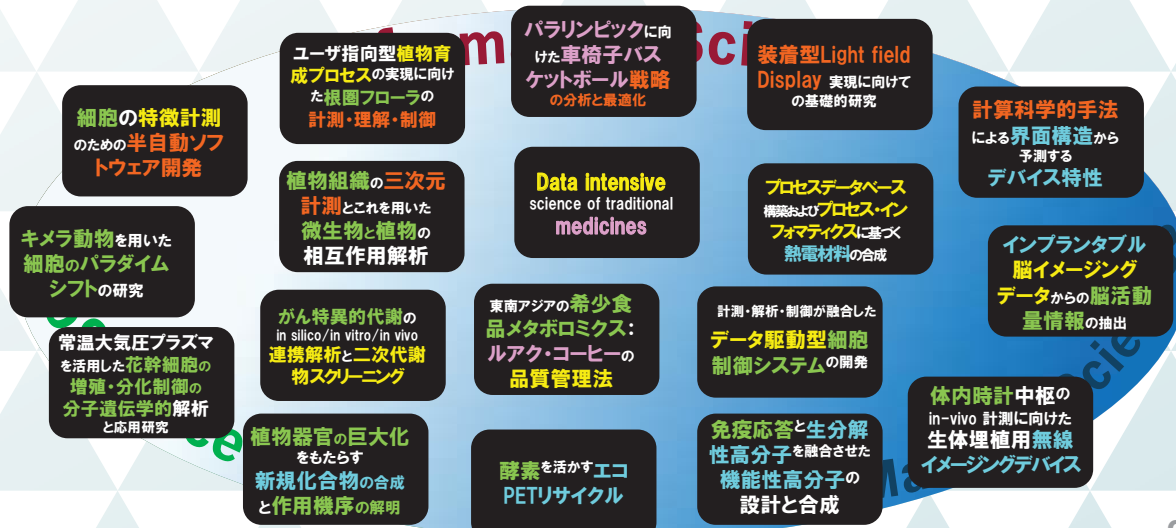 ユーザ指向型植物育
成プロセスの実現に向け
た根圏フローラの
計測・理解・制御
パラリンピックに向
けた車椅子バス
ケットボール戦略
の分析と最適化
装着型Light field
Display 実現に向けて
の基礎的研究
細胞の特徴計測
のための半自動ソフ
トウェア開発
計算科学的手法
による界面構造から
予測する
デバイス特性
植物組織の三次元
計測とこれを用いた
微生物と植物の
相互作用解析
Data intensive
science of traditional
medicines
プロセスデータベース
構築およびプロセス・イン
フォマティクスに基づく
熱電材料の合成
キメラ動物を用いた
細胞のパラダイム
シフトの研究
インプランタブル
脳イメージング
データからの脳活動
量情報の抽出
常温大気圧プラズマ
を活用した花幹細胞の
増殖・分化制御の
分子遺伝学的解析
と応用研究
がん特異的代謝の
in silico/in vitro/in vivo
連携解析と二次代謝
物スクリーニング
東南アジアの希少食
品メタボロミクス:
ルアク・コーヒーの
品質管理法
計測・解析・制御が融合した
データ駆動型細胞
制御システムの開発
体内時計中枢の
in-vivo 計測に向けた
生体埋植用無線
イメージングデバイス
植物器官の巨大化
をもたらす
新規化合物の合成
と作用機序の解明
酵素を活かすエコ
PETリサイクル
免疫応答と生分解
性高分子を融合させた
機能性高分子の
設計と合成